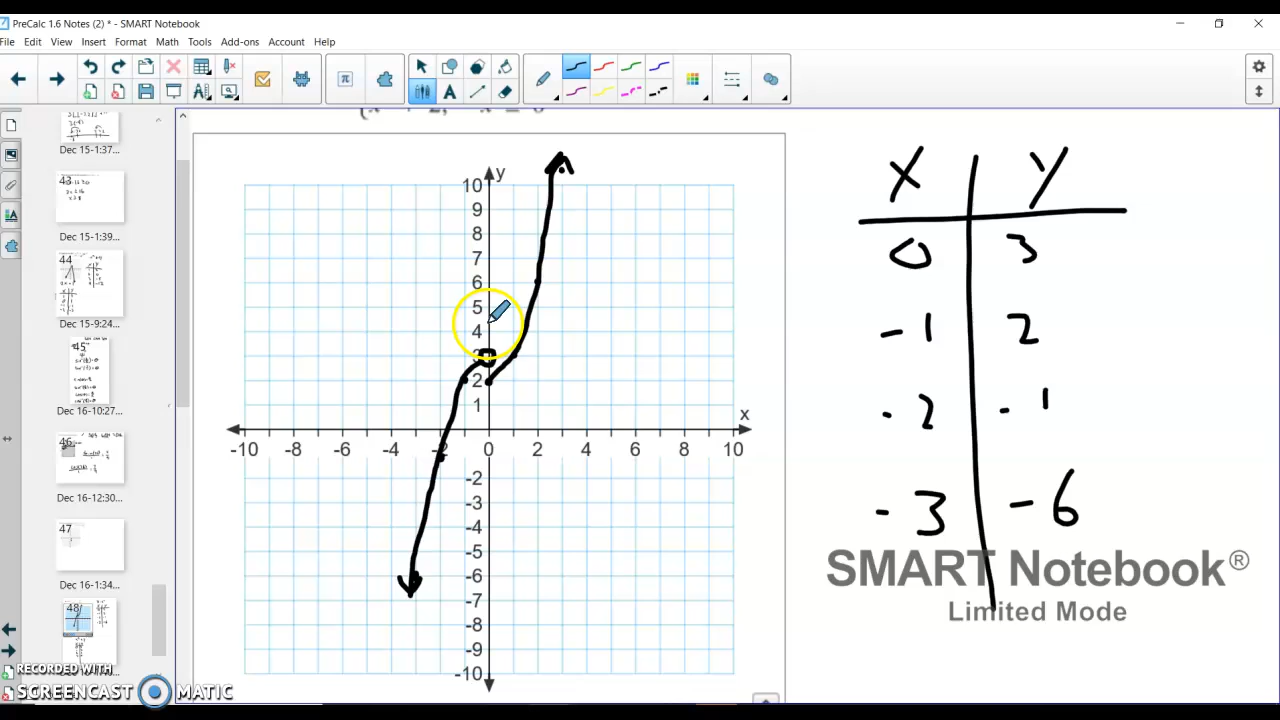 PreCalc 1.6 Notes (2) * - SMART Notebook
File Edit View Insert Format Math Tools Add-ons Account Help
Dec 15-1:37...
43
Dec 15-1:39...
44
Dec 15-9:24...
45
Dec 16-10:27...
46
Dec 16-12:30...
47
Dec 16-1:34...
48
y
10
9
8
7
6
5
4
3
2
1
x
-10 -8 -6 -4 -2 0 2 4 6 8 10
-2
-3
-4
-5
-6
-7
-8
-9
-10
X Y
0 3
-1 2
-2 -1
-3 -6
SMART Notebook®
Limited Mode
RECORDED WITH
SCREENCAST MATIC